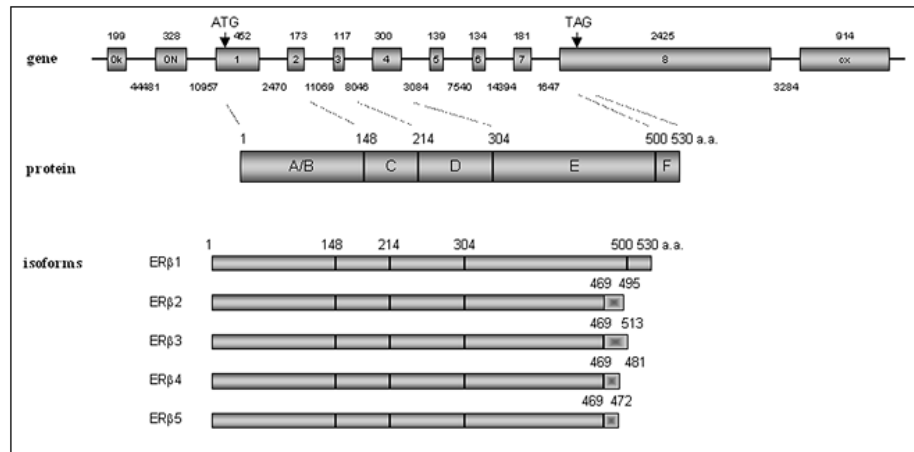 ATG TAG
199 328 452 173 117 300 139 134 181 2425 914
gene 0k 0N 1 2 3 4 5 6 7 8 0x
44481 10957 2470 11069 8046 3084 7540 14394 1647 3284
1 148 214 304 500 530 a.a.
protein A/B C D E F
1 148 214 304 500 530 a.a.
isoforms ERβ1
469 495
ERβ2
469 513
ERβ3
469 481
ERβ4
469 472
ERβ5